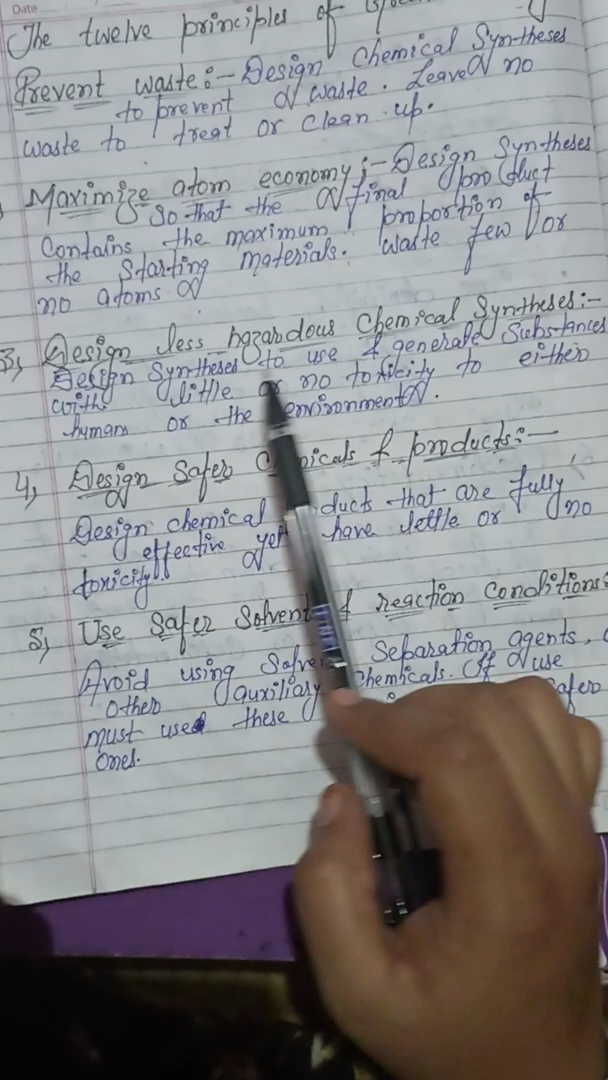 Date
The twelve principles of
Prevent waste:- Design Chemical Syntheses
to prevent waste. Leave no
waste to treat or clean up.
Maximize atom economy:- Design Syntheses
So that the final product
Contains the maximum proportion of
the starting materials. waste few or
no atoms
3, Design less hazardous Chemical Syntheses:-
Design Syntheses to use & generate Substances
with little or no toxicity to either
humans or the environment.
4, Design Safer & products:-
Design chemical that are fully
effective yet have lettle or no
toxicity.
5, Use Safer Solvent & reaction Conditions:
Avoid using Separation agents,
other auxiliary chemicals. If use
must used these safer
ones.